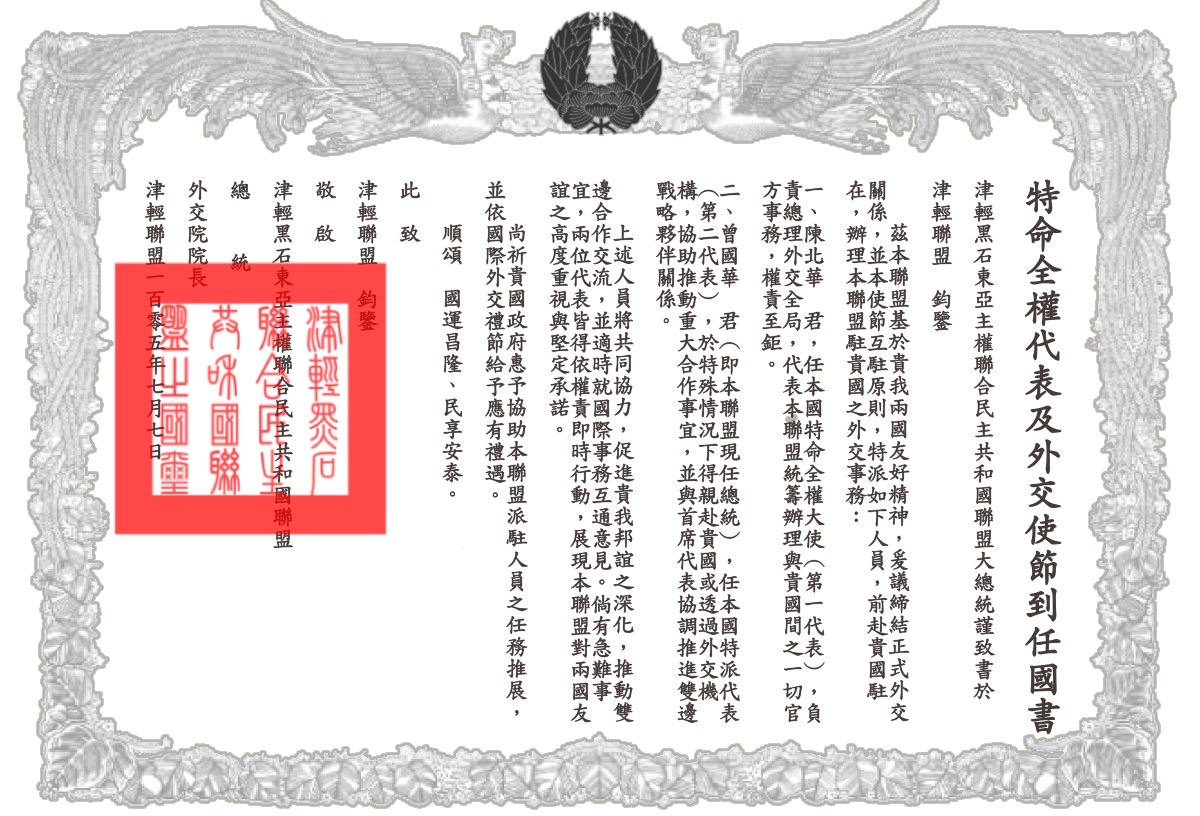 特命全權代表及外交使節到任國書
津輕黑石東亞主權聯合民主共和國聯盟大總統謹致書於
津輕聯盟　鈞鑒
茲本聯盟基於貴我兩國友好精神，爰議締結正式外交
關係，並本使節互駐原則，特派如下人員，前赴貴國駐
在，辦理本聯盟駐貴國之外交事務：
一、陳北華　君，任本國特命全權大使（第一代表），負
責總理外交全局，代表本聯盟統籌辦理與貴國間之一切官
方事務，權責至鉅。
二、曾國華　君（即本聯盟現任總統），任本國特派代表
（第二代表），於特殊情況下得親赴貴國或透過外交機
構，協助推動重大合作事宜，並與首席代表協調推進雙邊
戰略夥伴關係。
上述人員將共同協力，促進貴我邦誼之深化，推動雙
邊合作交流，並適時就國際事務互通意見。倘有急難事
宜，兩位代表皆得依權責即時行動，展現本聯盟對兩國友
誼之高度重視與堅定承諾。
尚祈貴國政府惠予協助本聯盟派駐人員之任務推展，
並依國際外交禮節給予應有禮遇。
順頌　國運昌隆、民享安泰。
此　致
津輕聯盟　鈞鑒
敬　啟
津輕黑石東亞主權聯合民主共和國聯盟
總　　統
外交院院長
津輕聯盟一百零五年七月七日
津輕黑石
聯合民主
共和國聯
盟之國璽